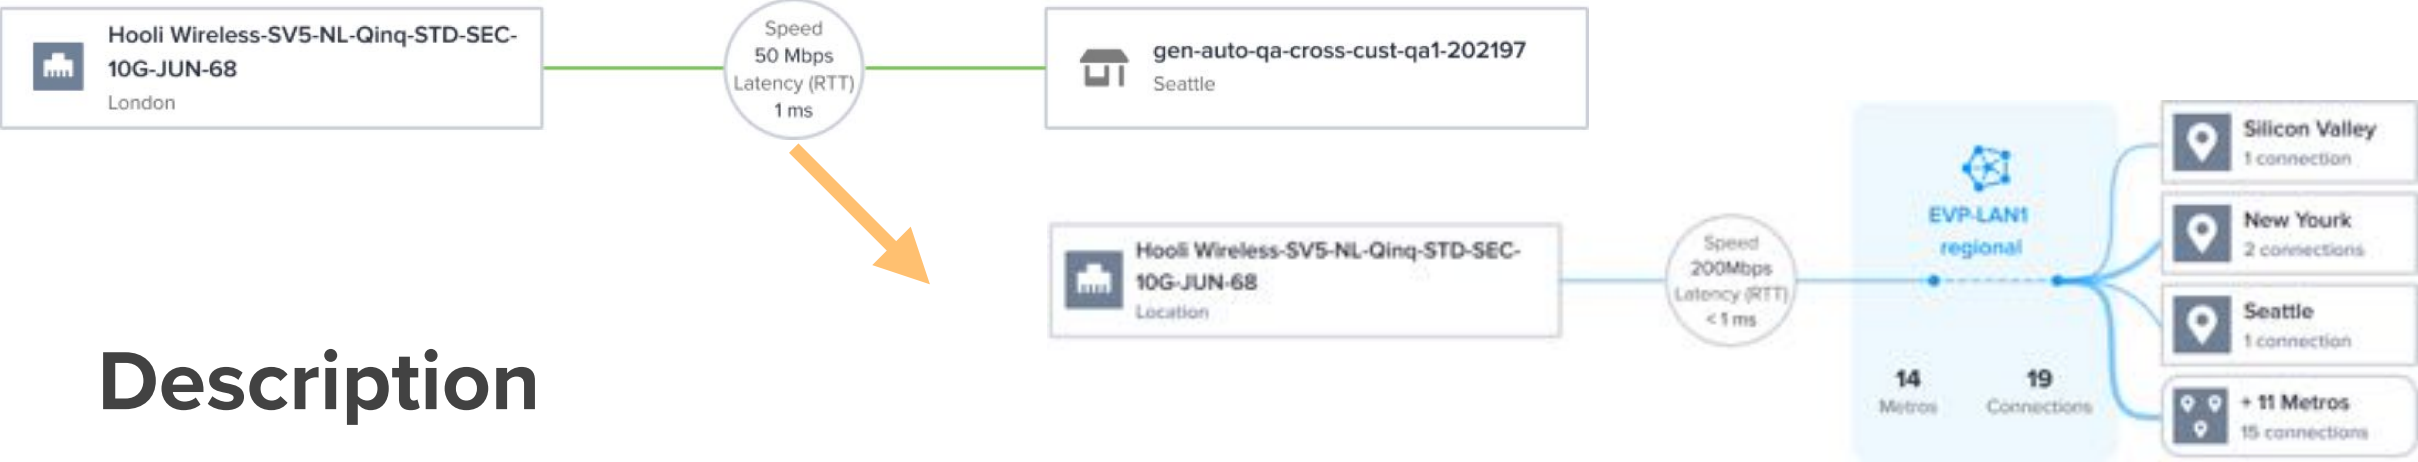 Hooli Wireless-SV5-NL-Qinq-STD-SEC-
10G-JUN-68
London
Speed
50 Mbps
Latency (RTT)
1 ms
gen-auto-qa-cross-cust-qa1-202197
Seattle
Hooli Wireless-SV5-NL-Qinq-STD-SEC-
10G-JUN-68
Location
Speed
200Mbps
Latency (RTT)
< 1 ms
EVP-LAN1
regional
14
Metros
19
Connections
Silicon Valley
1 connection
New Yourk
2 connections
Seattle
1 connection
+ 11 Metros
15 connections
Description